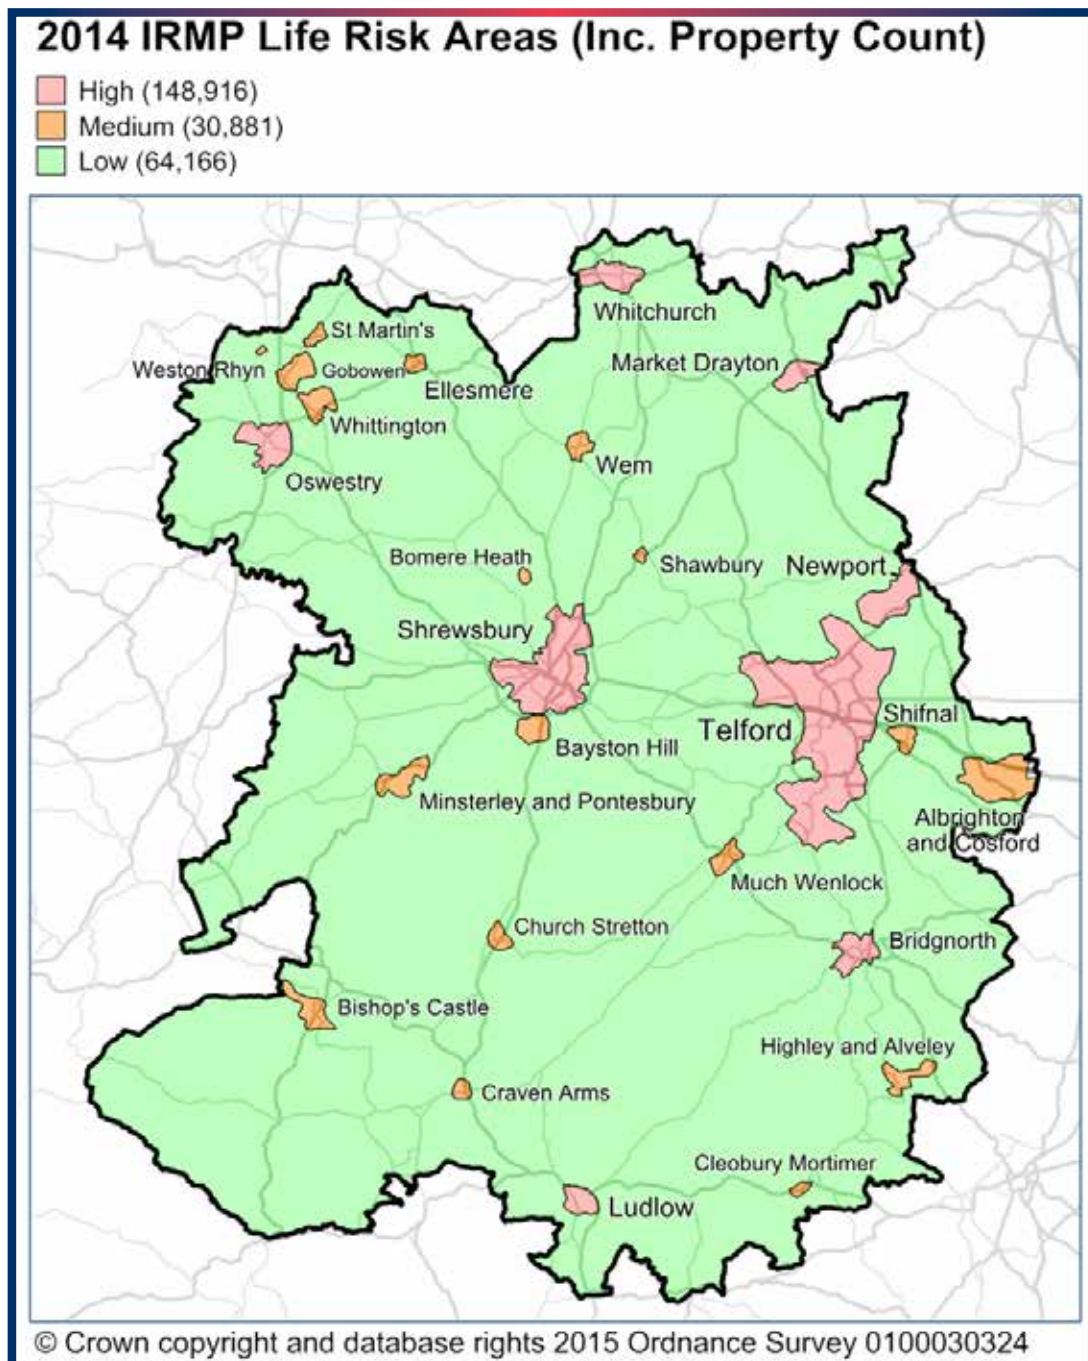 2014 IRMP Life Risk Areas (Inc. Property Count)
High (148,916)
Medium (30,881)
Low (64,166)
Whitchurch
St Martin's
Weston Rhyn
Gobowen
Market Drayton
Ellesmere
Whittington
Wem
Oswestry
Bomere Heath
Shawbury
Newport
Shrewsbury
Shifnal
Telford
Bayston Hill
Minsterley and Pontesbury
Albrighton
and Cosford
Much Wenlock
Church Stretton
Bridgnorth
Bishop's Castle
Highley and Alveley
Craven Arms
Cleobury Mortimer
Ludlow
© Crown copyright and database rights 2015 Ordnance Survey 0100030324